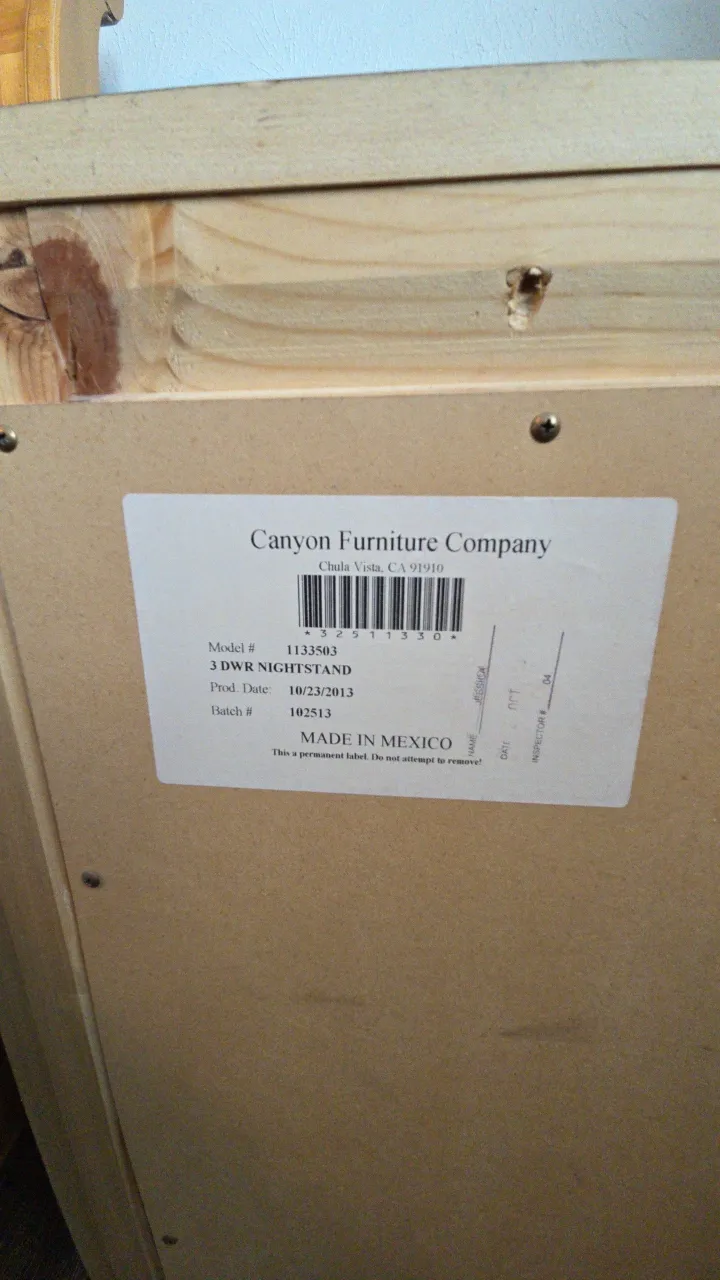 Canyon Furniture Company
Chula Vista, CA 91910
*32511330*
Model # 1133503
3 DWR NIGHTSTAND
Prod. Date: 10/23/2013
Batch # 102513
MADE IN MEXICO
This a permanent label. Do not attempt to remove!
NAME
DATE OCT
INSPECTOR # 04